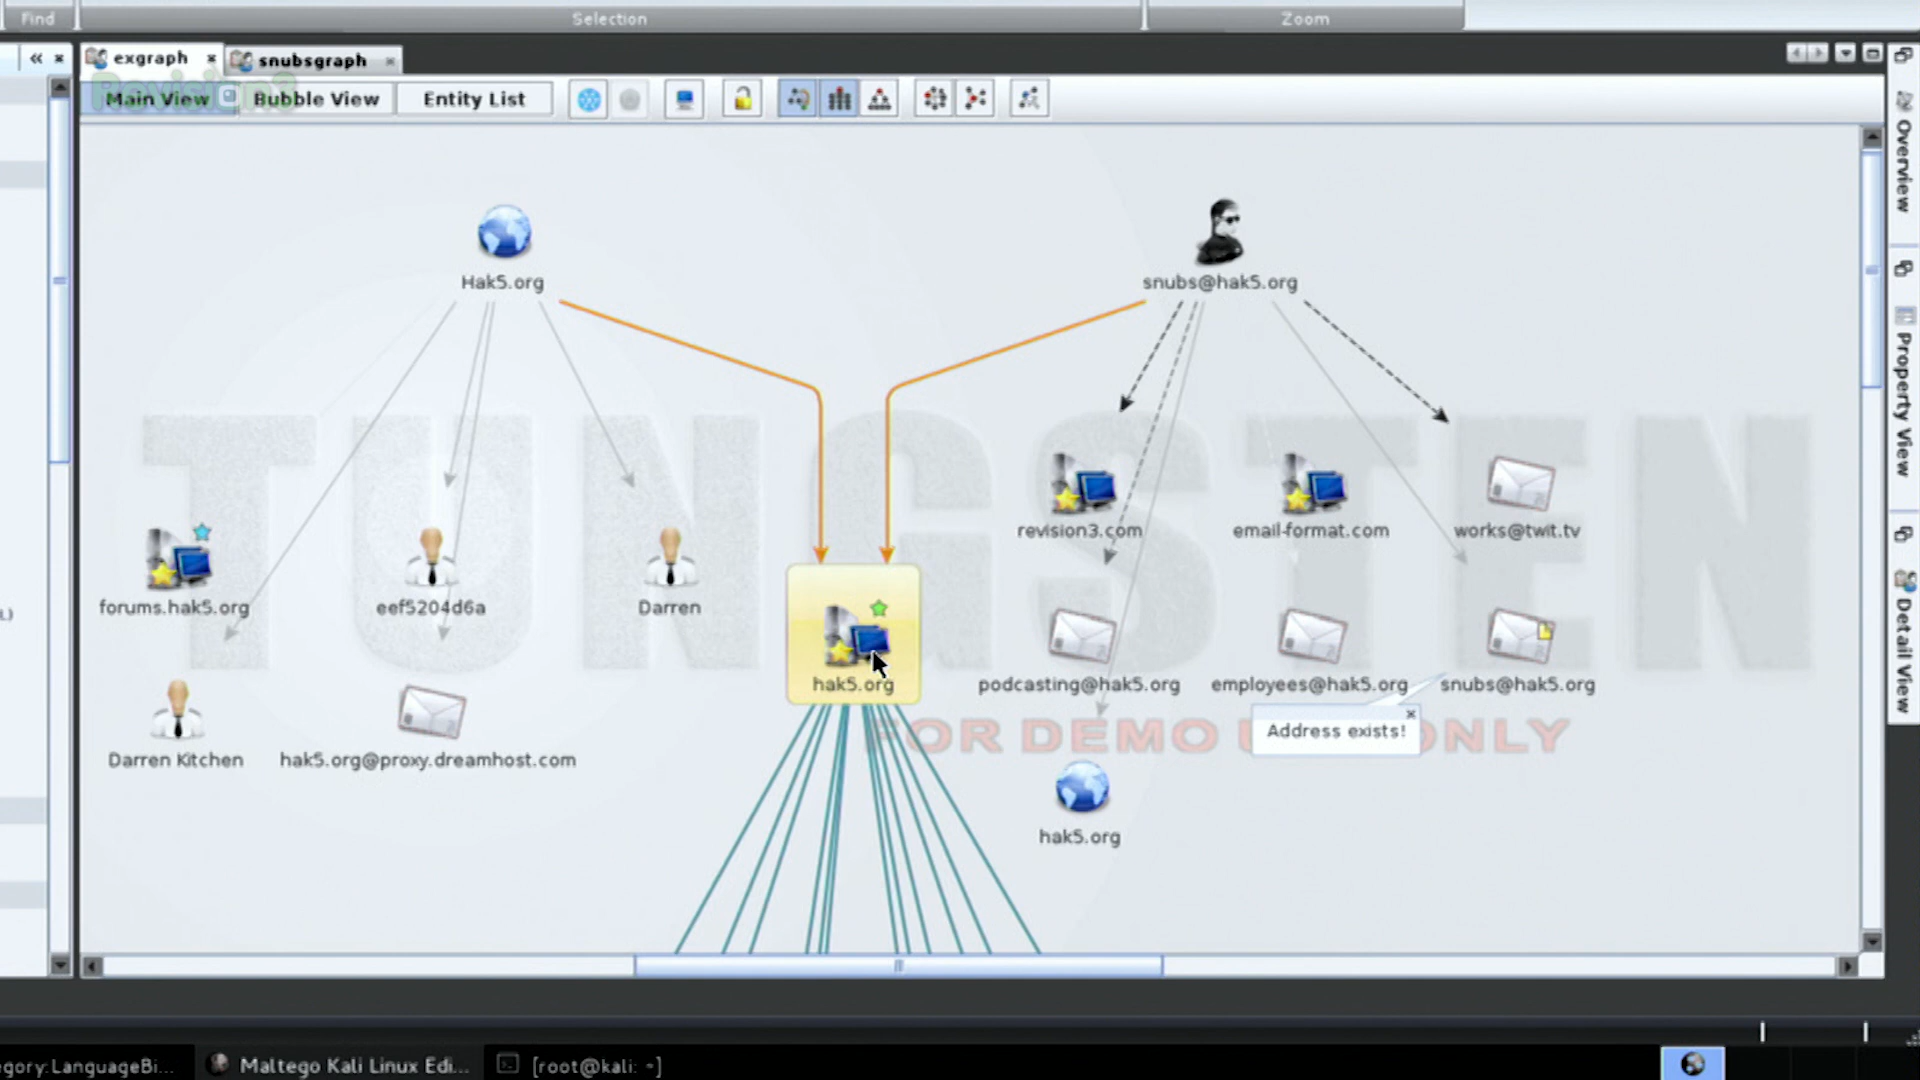 Find
Selection
Zoom
exgraph
snubsgraph
Revision3
Main View
Bubble View
Entity List
Overview
Property View
Detail View
TUNGSTEN
FOR DEMO U ONLY
Hak5.org
snubs@hak5.org
revision3.com
email-format.com
works@twit.tv
forums.hak5.org
eef5204d6a
Darren
hak5.org
podcasting@hak5.org
employees@hak5.org
snubs@hak5.org
Address exists!
Darren Kitchen
hak5.org@proxy.dreamhost.com
hak5.org
L)
egory:LanguageBi...
Maltego Kali Linux Edi...
[root@kali: ~]